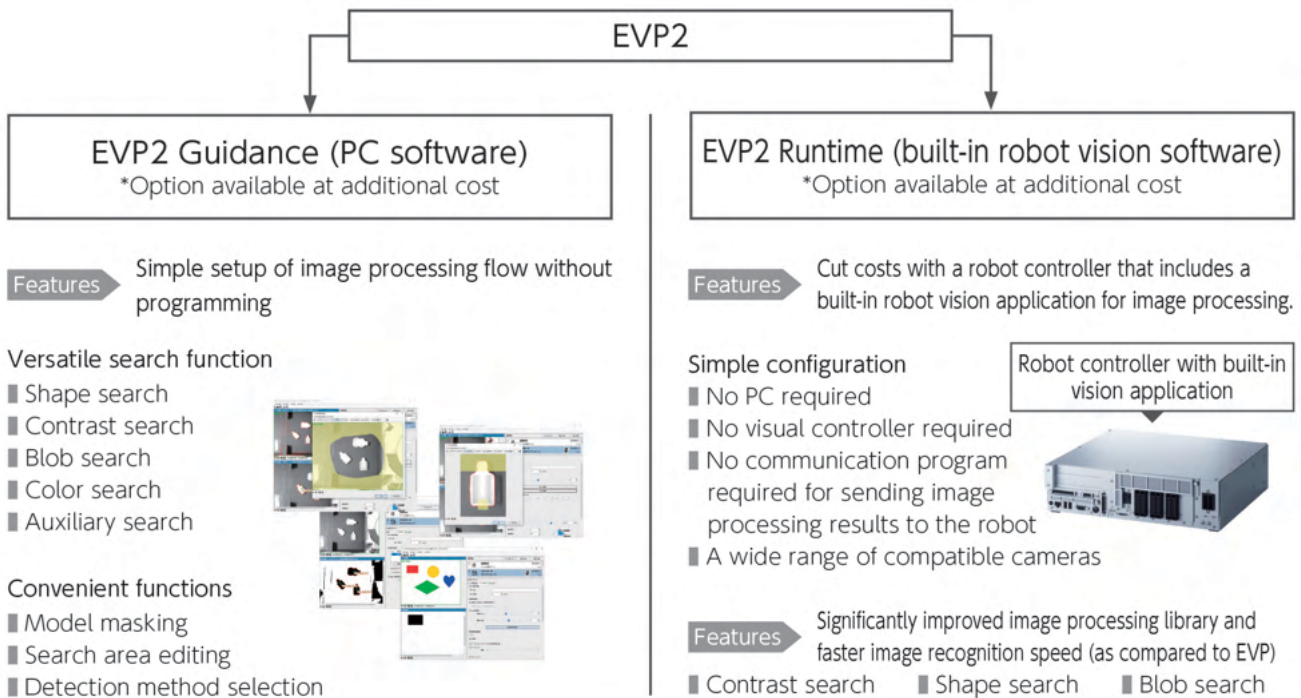 EVP2
EVP2 Guidance (PC software)
*Option available at additional cost
Features
Simple setup of image processing flow without
programming
Versatile search function
Shape search
Contrast search
Blob search
Color search
Auxiliary search
Convenient functions
Model masking
Search area editing
Detection method selection
EVP2 Runtime (built-in robot vision software)
*Option available at additional cost
Features
Cut costs with a robot controller that includes a
built-in robot vision application for image processing.
Simple configuration
No PC required
No visual controller required
No communication program
required for sending image
processing results to the robot
A wide range of compatible cameras
Robot controller with built-in
vision application
Features
Significantly improved image processing library and
faster image recognition speed (as compared to EVP)
Contrast search Shape search Blob search